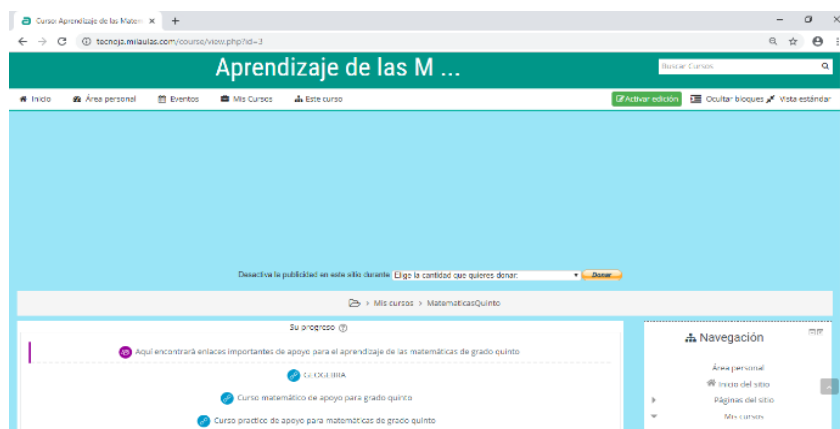 Curso: Aprendizaje de las Matem
tecnoja.milaulas.com/course/view.php?id=3
Aprendizaje de las M ...
Buscar Cursos
Inicio Área personal Eventos Mis Cursos Este curso Activar edición Ocultar bloques Vista estándar
Desactiva la publicidad en este sitio durante: Elige la cantidad que quieres donar. Donar
> Mis cursos > MatematicasQuinto
Su progreso
Navegación
Aquí encontrará enlaces importantes de apoyo para el aprendizaje de las matemáticas de grado quinto
Área personal
GEOGEBRA
Inicio del sitio
Curso matemático de apoyo para grado quinto
Páginas del sitio
Curso practico de apoyo para matemáticas de grado quinto
Mis cursos